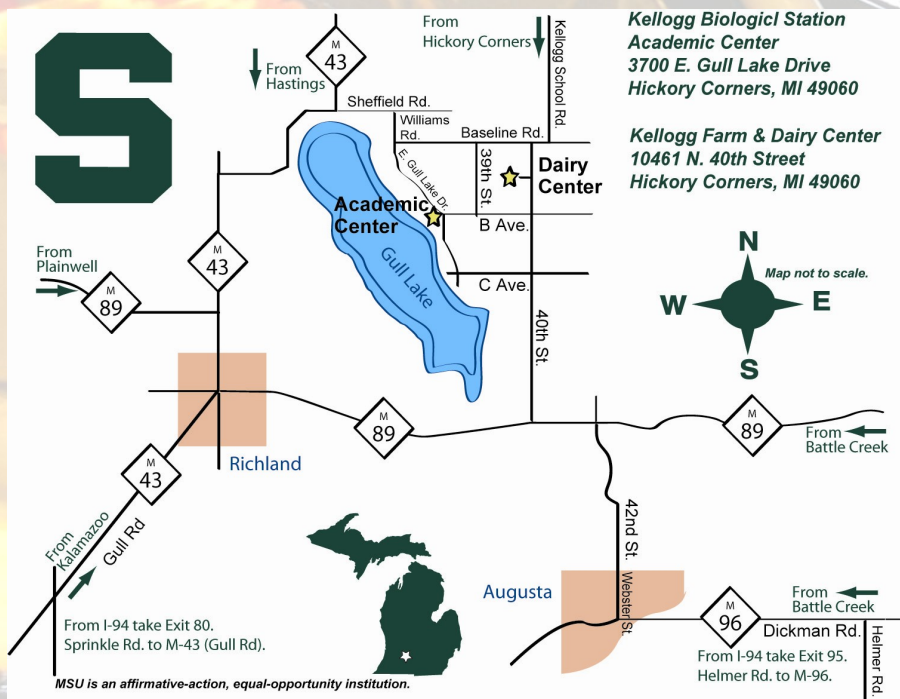 S
M
43
From
Hastings
From
Hickory Corners
Kellogg School Rd.
Kellogg Biologicl Station
Academic Center
3700 E. Gull Lake Drive
Hickory Corners, MI 49060
Kellogg Farm & Dairy Center
10461 N. 40th Street
Hickory Corners, MI 49060
Sheffield Rd.
Williams
Rd.
Baseline Rd.
E. Gull Lake Dr.
39th St.
Dairy
Center
Academic
Center
B Ave.
Gull Lake
C Ave.
40th St.
From
Plainwell
M
89
M
43
N
Map not to scale.
W
E
S
M
89
M
89
From
Battle Creek
Richland
M
43
From
Kalamazoo
Gull Rd
42nd St.
Augusta
Webster St.
From
Battle Creek
M
96
Dickman Rd.
Helmer Rd.
From I-94 take Exit 80.
Sprinkle Rd. to M-43 (Gull Rd).
From I-94 take Exit 95.
Helmer Rd. to M-96.
MSU is an affirmative-action, equal-opportunity institution.